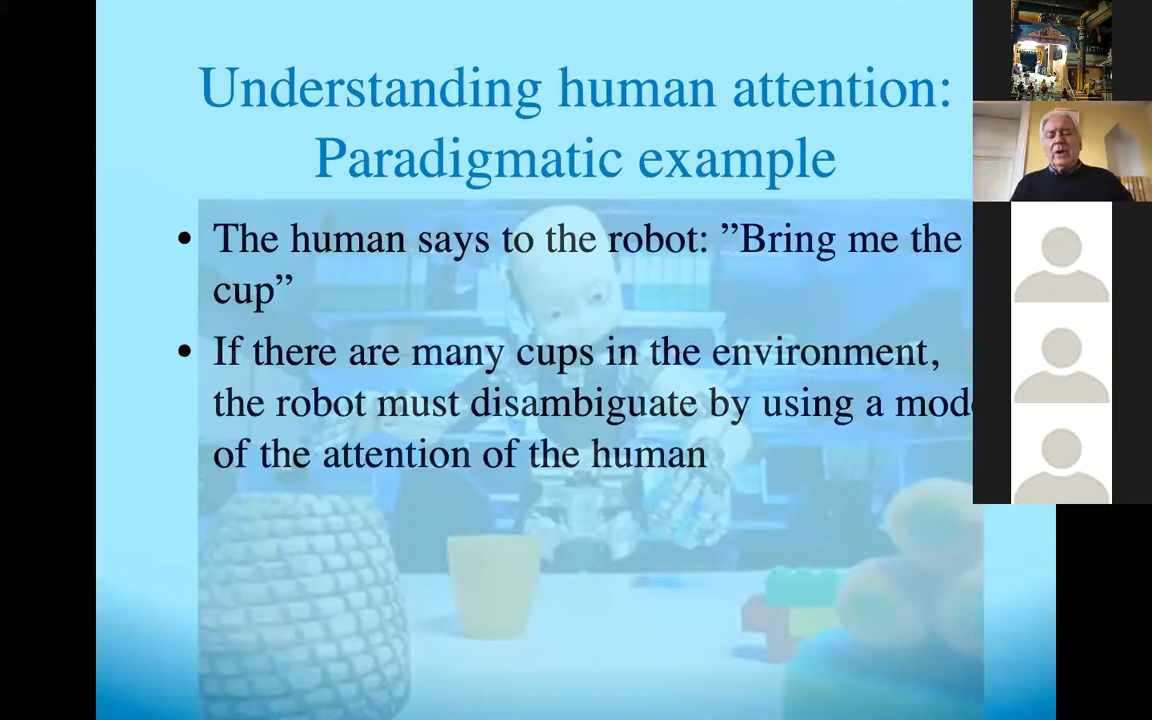 Understanding human attention:
Paradigmatic example
• The human says to the robot: ”Bring me the
cup”
• If there are many cups in the environment,
the robot must disambiguate by using a
of the attention of the human